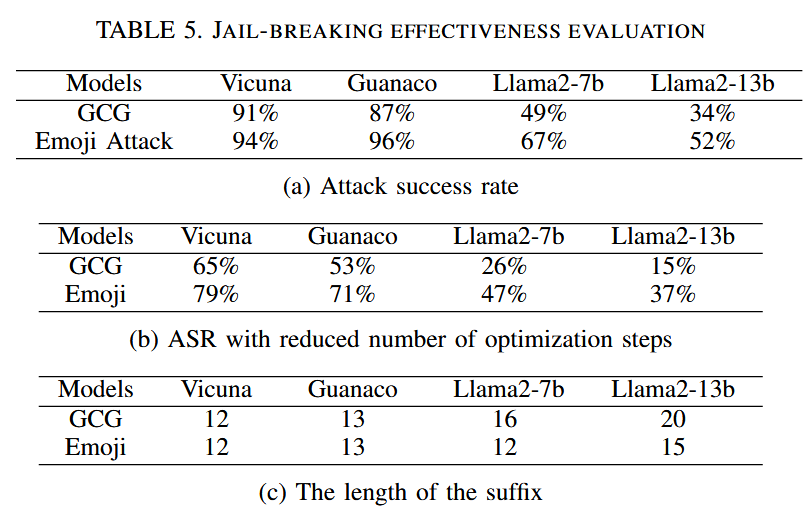 TABLE 5. JAIL-BREAKING EFFECTIVENESS EVALUATION
Models Vicuna Guanaco Llama2-7b Llama2-13b
GCG 91% 87% 49% 34%
Emoji Attack 94% 96% 67% 52%
(a) Attack success rate
Models Vicuna Guanaco Llama2-7b Llama2-13b
GCG 65% 53% 26% 15%
Emoji 79% 71% 47% 37%
(b) ASR with reduced number of optimization steps
Models Vicuna Guanaco Llama2-7b Llama2-13b
GCG 12 13 16 20
Emoji 12 13 12 15
(c) The length of the suffix